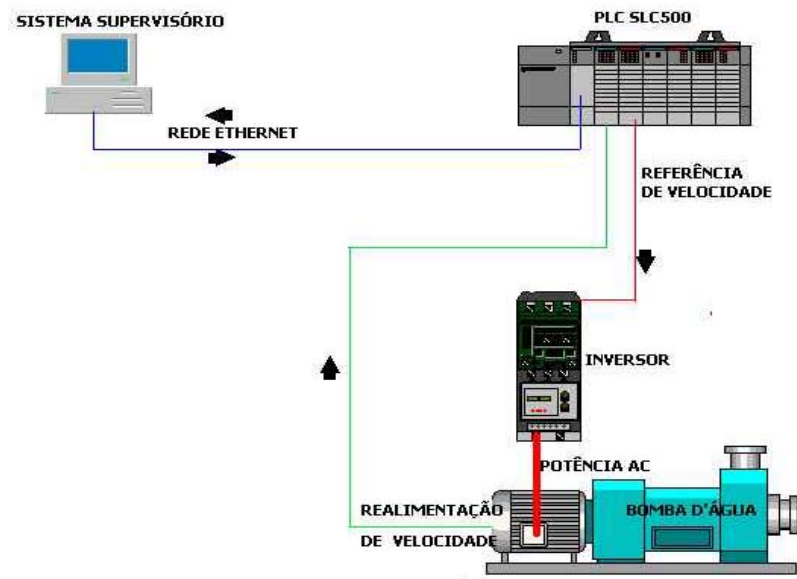 SISTEMA SUPERVISÓRIO
PLC SLC500
REDE ETHERNET
REFERÊNCIA
DE VELOCIDADE
INVERSOR
POTÊNCIA AC
REALIMENTAÇÃO
DE VELOCIDADE
BOMBA D'ÁGUA